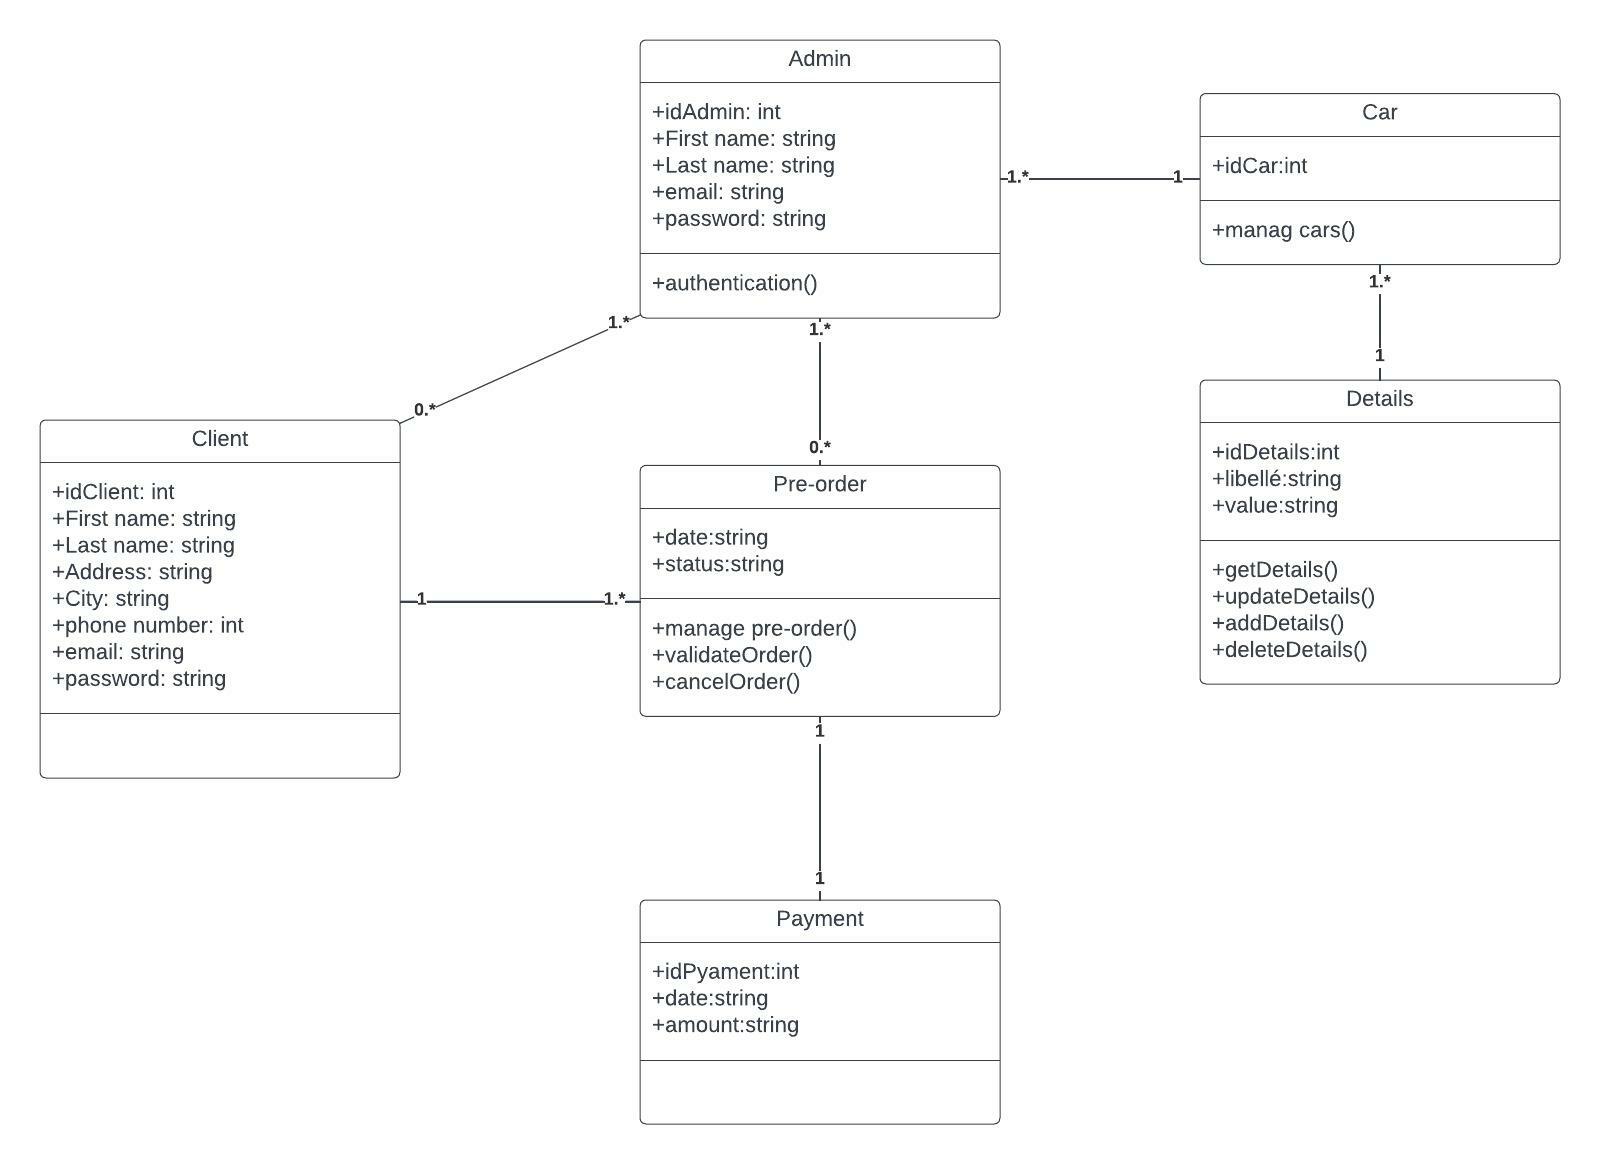 Admin
+idAdmin: int
+First name: string
+Last name: string
+email: string
+password: string
+authentication()
Car
+idCar:int
+manag cars()
1.*
1
1.*
1
1.*
0.*
1.*
0.*
Client
+idClient: int
+First name: string
+Last name: string
+Address: string
+City: string
+phone number: int
+email: string
+password: string
1
1.*
Pre-order
+date:string
+status:string
+manage pre-order()
+validateOrder()
+cancelOrder()
Details
+idDetails:int
+libellé:string
+value:string
+getDetails()
+updateDetails()
+addDetails()
+deleteDetails()
1
1
Payment
+idPyament:int
+date:string
+amount:string